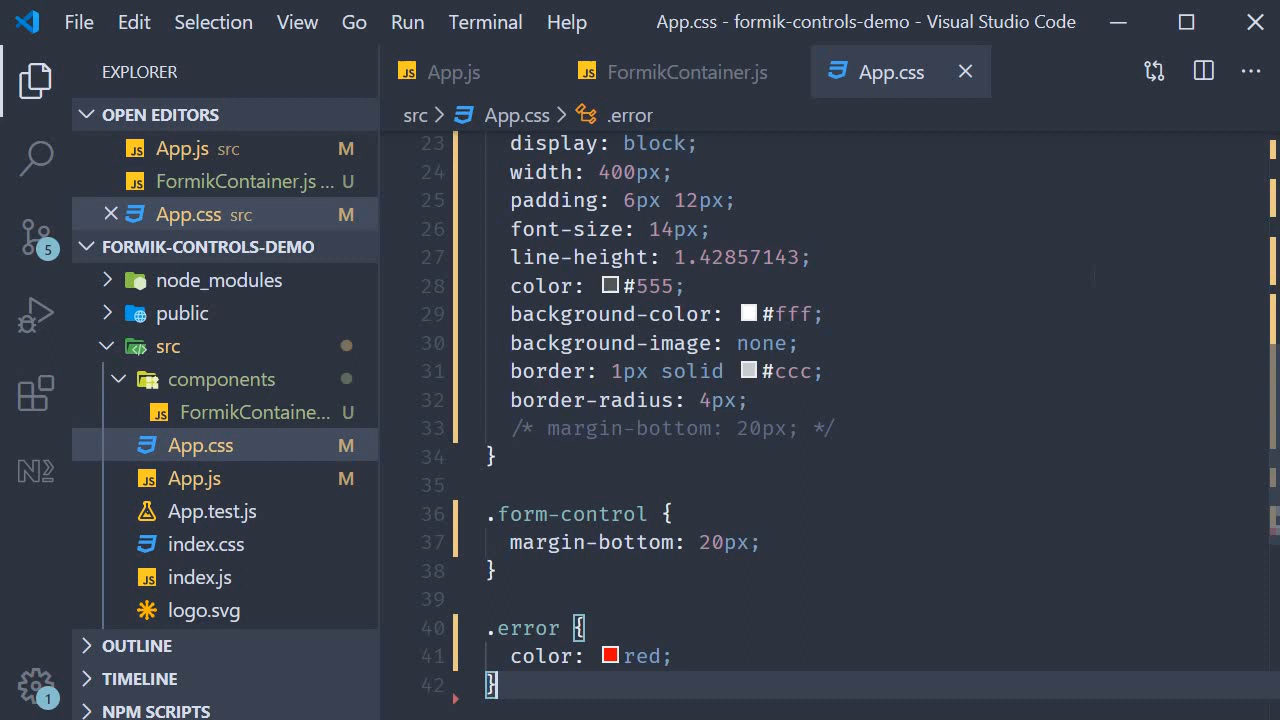 File Edit Selection View Go Run Terminal Help App.css - formik-controls-demo - Visual Studio Code
EXPLORER
OPEN EDITORS
App.js src M
FormikContainer.js ... U
App.css src M
FORMIK-CONTROLS-DEMO
node_modules
public
src
components
FormikContaine... U
App.css M
App.js M
App.test.js
index.css
index.js
logo.svg
OUTLINE
TIMELINE
NPM SCRIPTS
5
1
App.js FormikContainer.js App.css
src > App.css > .error
23 display: block;
24 width: 400px;
25 padding: 6px 12px;
26 font-size: 14px;
27 line-height: 1.42857143;
28 color: #555;
29 background-color: #fff;
30 background-image: none;
31 border: 1px solid #ccc;
32 border-radius: 4px;
33 /* margin-bottom: 20px; */
34 }
35
36 .form-control {
37 margin-bottom: 20px;
38 }
39
40 .error {
41 color: red;
42 }